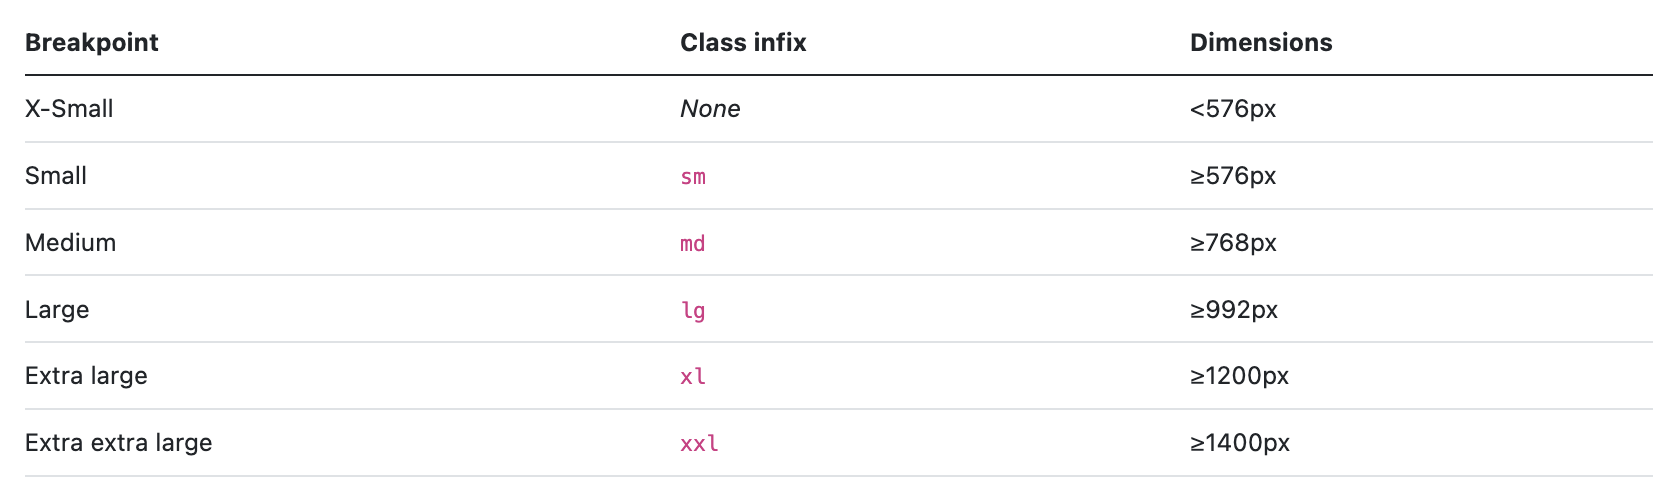 Breakpoint Class infix Dimensions
X-Small None <576px
Small sm ≥576px
Medium md ≥768px
Large lg ≥992px
Extra large xl ≥1200px
Extra extra large xxl ≥1400px